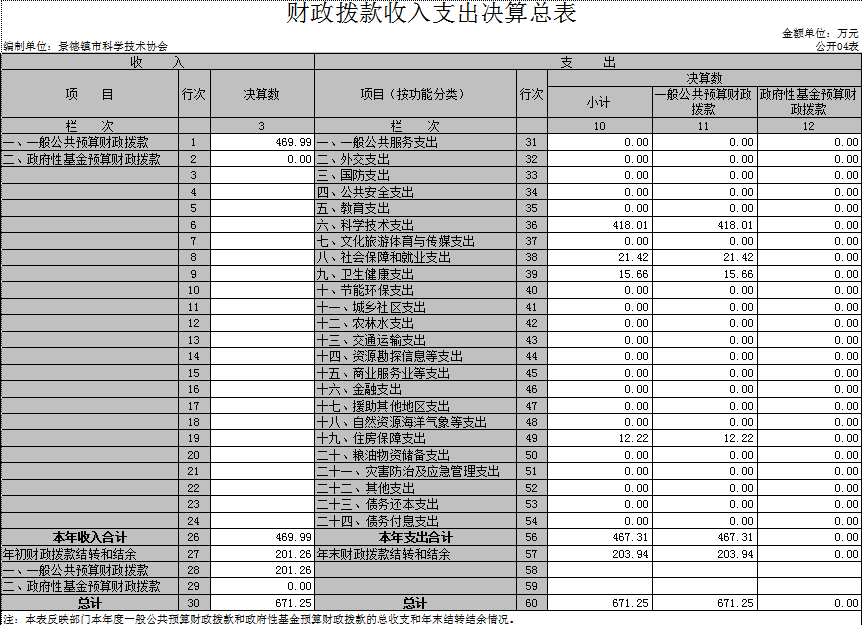 财政拨款收入支出决算总表
金额单位：万元
编制单位：景德镇市科学技术协会 公开04表
收 入 支 出
项 目 行次 决算数 项目（按功能分类） 行次 决算数
小计 一般公共预算财政拨款 政府性基金预算财政拨款
栏 次 3 栏 次 10 11 12
一、一般公共预算财政拨款 1 469.99 一、一般公共服务支出 31 0.00 0.00 0.00
二、政府性基金预算财政拨款 2 0.00 二、外交支出 32 0.00 0.00 0.00
3 三、国防支出 33 0.00 0.00 0.00
4 四、公共安全支出 34 0.00 0.00 0.00
5 五、教育支出 35 0.00 0.00 0.00
6 六、科学技术支出 36 418.01 418.01 0.00
7 七、文化旅游体育与传媒支出 37 0.00 0.00 0.00
8 八、社会保障和就业支出 38 21.42 21.42 0.00
9 九、卫生健康支出 39 15.66 15.66 0.00
10 十、节能环保支出 40 0.00 0.00 0.00
11 十一、城乡社区支出 41 0.00 0.00 0.00
12 十二、农林水支出 42 0.00 0.00 0.00
13 十三、交通运输支出 43 0.00 0.00 0.00
14 十四、资源勘探信息等支出 44 0.00 0.00 0.00
15 十五、商业服务业等支出 45 0.00 0.00 0.00
16 十六、金融支出 46 0.00 0.00 0.00
17 十七、援助其他地区支出 47 0.00 0.00 0.00
18 十八、自然资源海洋气象等支出 48 0.00 0.00 0.00
19 十九、住房保障支出 49 12.22 12.22 0.00
20 二十、粮油物资储备支出 50 0.00 0.00 0.00
21 二十一、灾害防治及应急管理支出 51 0.00 0.00 0.00
22 二十二、其他支出 52 0.00 0.00 0.00
23 二十三、债务还本支出 53 0.00 0.00 0.00
24 二十四、债务付息支出 54 0.00 0.00 0.00
本年收入合计 26 469.99 本年支出合计 56 467.31 467.31 0.00
年初财政拨款结转和结余 27 201.26 年末财政拨款结转和结余 57 203.94 203.94 0.00
一、一般公共预算财政拨款 28 201.26 58
二、政府性基金预算财政拨款 29 0.00 59
总计 30 671.25 总计 60 671.25 671.25 0.00
注：本表反映部门本年度一般公共预算财政拨款和政府性基金预算财政拨款的总收支和年末结转结余情况。